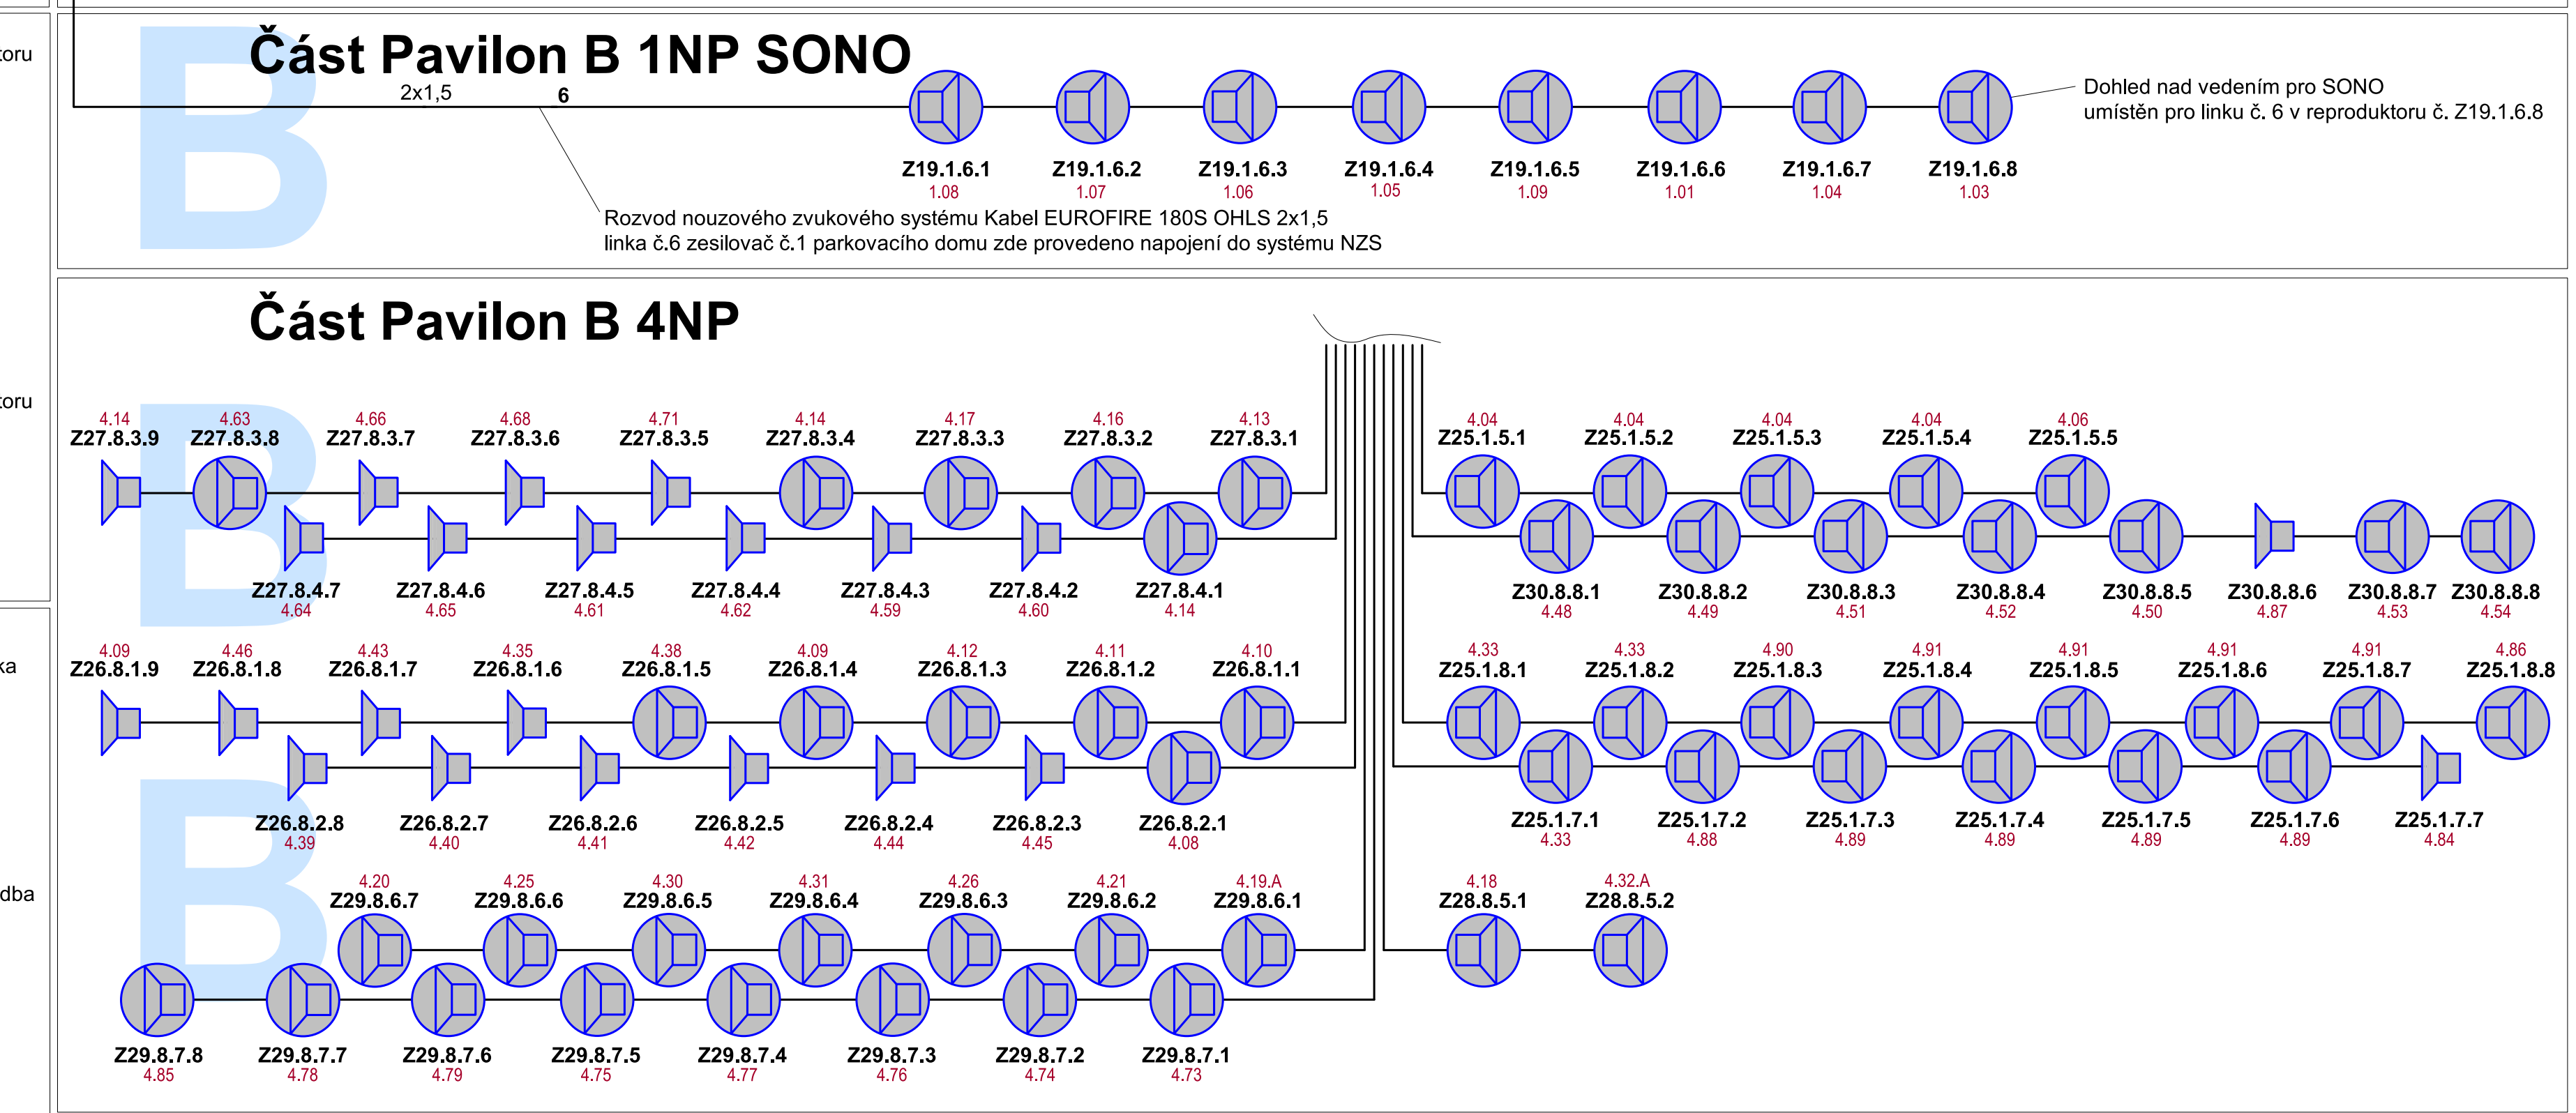 B
Část Pavilon B 1NP SONO
2x1,5
6
Z19.1.6.1 Z19.1.6.2 Z19.1.6.3 Z19.1.6.4 Z19.1.6.5 Z19.1.6.6 Z19.1.6.7 Z19.1.6.8
1.08 1.07 1.06 1.05 1.09 1.01 1.04 1.03
Dohled nad vedením pro SONO
umístěn pro linku č. 6 v reproduktoru č. Z19.1.6.8
Rozvod nouzového zvukového systému Kabel EUROFIRE 180S OHLS 2x1,5
linka č.6 zesilovač č.1 parkovacího domu zde provedeno napojení do systému NZS
toru
toru
ka
dba
Část Pavilon B 4NP
B
B
4.14 4.63 4.66 4.68 4.71 4.14 4.17 4.16 4.13
Z27.8.3.9 Z27.8.3.8 Z27.8.3.7 Z27.8.3.6 Z27.8.3.5 Z27.8.3.4 Z27.8.3.3 Z27.8.3.2 Z27.8.3.1
Z27.8.4.7 Z27.8.4.6 Z27.8.4.5 Z27.8.4.4 Z27.8.4.3 Z27.8.4.2 Z27.8.4.1
4.64 4.65 4.61 4.62 4.59 4.60 4.14
4.09 4.46 4.43 4.35 4.38 4.09 4.12 4.11 4.10
Z26.8.1.9 Z26.8.1.8 Z26.8.1.7 Z26.8.1.6 Z26.8.1.5 Z26.8.1.4 Z26.8.1.3 Z26.8.1.2 Z26.8.1.1
Z26.8.2.8 Z26.8.2.7 Z26.8.2.6 Z26.8.2.5 Z26.8.2.4 Z26.8.2.3 Z26.8.2.1
4.39 4.40 4.41 4.42 4.44 4.45 4.08
4.20 4.25 4.30 4.31 4.26 4.21 4.19.A
Z29.8.6.7 Z29.8.6.6 Z29.8.6.5 Z29.8.6.4 Z29.8.6.3 Z29.8.6.2 Z29.8.6.1
Z29.8.7.8 Z29.8.7.7 Z29.8.7.6 Z29.8.7.5 Z29.8.7.4 Z29.8.7.3 Z29.8.7.2 Z29.8.7.1
4.85 4.78 4.79 4.75 4.77 4.76 4.74 4.73
4.04 4.04 4.04 4.04 4.06
Z25.1.5.1 Z25.1.5.2 Z25.1.5.3 Z25.1.5.4 Z25.1.5.5
Z30.8.8.1 Z30.8.8.2 Z30.8.8.3 Z30.8.8.4 Z30.8.8.5 Z30.8.8.6 Z30.8.8.7 Z30.8.8.8
4.48 4.49 4.51 4.52 4.50 4.87 4.53 4.54
4.33 4.33 4.90 4.91 4.91 4.91 4.91 4.86
Z25.1.8.1 Z25.1.8.2 Z25.1.8.3 Z25.1.8.4 Z25.1.8.5 Z25.1.8.6 Z25.1.8.7 Z25.1.8.8
Z25.1.7.1 Z25.1.7.2 Z25.1.7.3 Z25.1.7.4 Z25.1.7.5 Z25.1.7.6 Z25.1.7.7
4.33 4.88 4.89 4.89 4.89 4.89 4.84
4.18 4.32.A
Z28.8.5.1 Z28.8.5.2